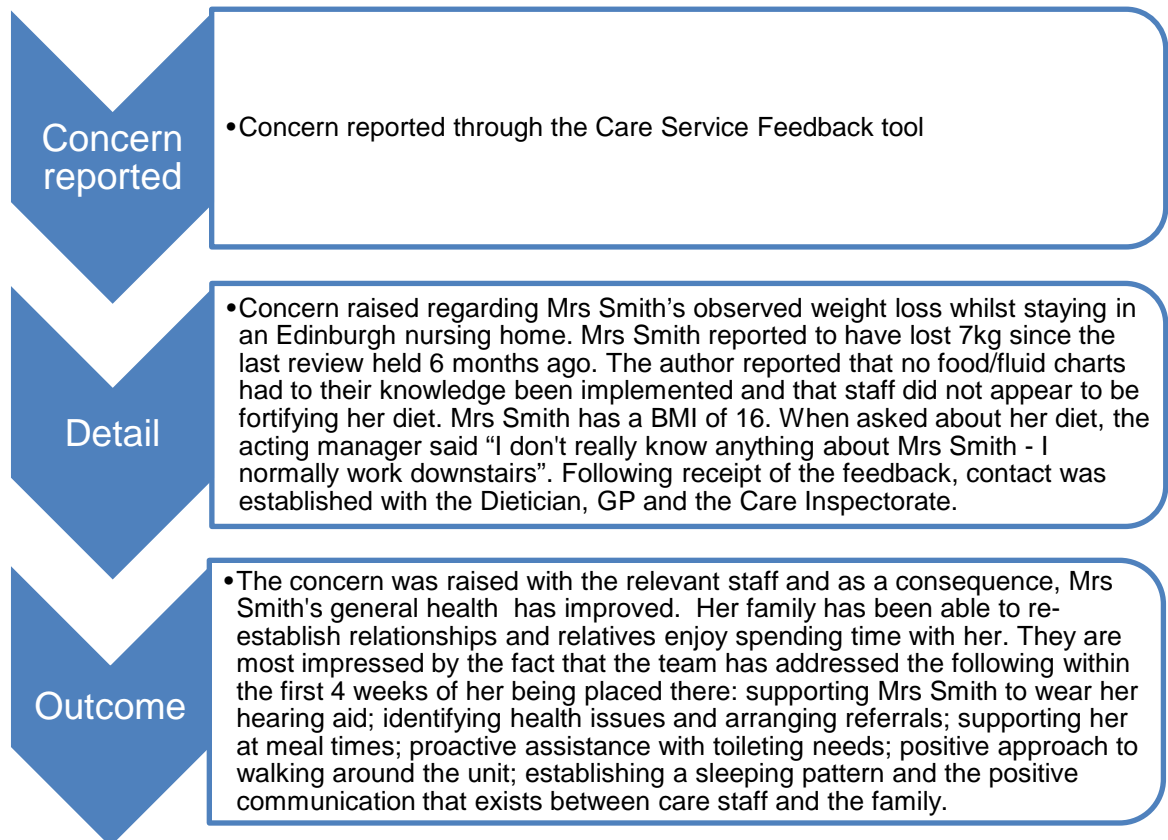 Concern
reported
•Concern reported through the Care Service Feedback tool
Detail
•Concern raised regarding Mrs Smith’s observed weight loss whilst staying in
an Edinburgh nursing home. Mrs Smith reported to have lost 7kg since the
last review held 6 months ago. The author reported that no food/fluid charts
had to their knowledge been implemented and that staff did not appear to be
fortifying her diet. Mrs Smith has a BMI of 16. When asked about her diet, the
acting manager said “I don't really know anything about Mrs Smith - I
normally work downstairs”. Following receipt of the feedback, contact was
established with the Dietician, GP and the Care Inspectorate.
Outcome
•The concern was raised with the relevant staff and as a consequence, Mrs
Smith's general health  has improved.  Her family has been able to re-
establish relationships and relatives enjoy spending time with her. They are
most impressed by the fact that the team has addressed the following within
the first 4 weeks of her being placed there: supporting Mrs Smith to wear her
hearing aid; identifying health issues and arranging referrals; supporting her
at meal times; proactive assistance with toileting needs; positive approach to
walking around the unit; establishing a sleeping pattern and the positive
communication that exists between care staff and the family.